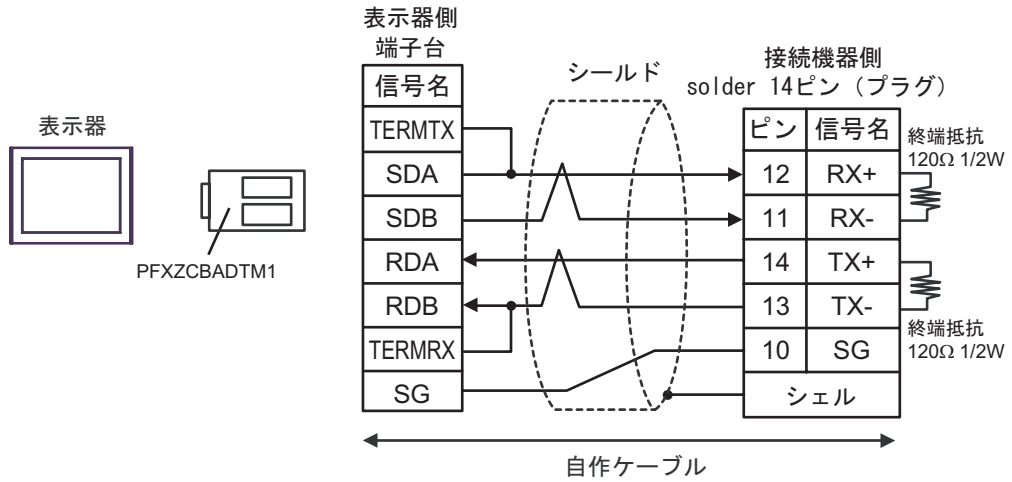 表示器
PFXZCBADTM1
表示器側
端子台
信号名
TERMTX
SDA
SDB
RDA
RDB
TERMRX
SG
シールド
接続機器側
solder 14ピン（プラグ）
ピン 信号名
12 RX+
11 RX-
14 TX+
13 TX-
10 SG
シェル
終端抵抗
120Ω 1/2W
終端抵抗
120Ω 1/2W
自作ケーブル